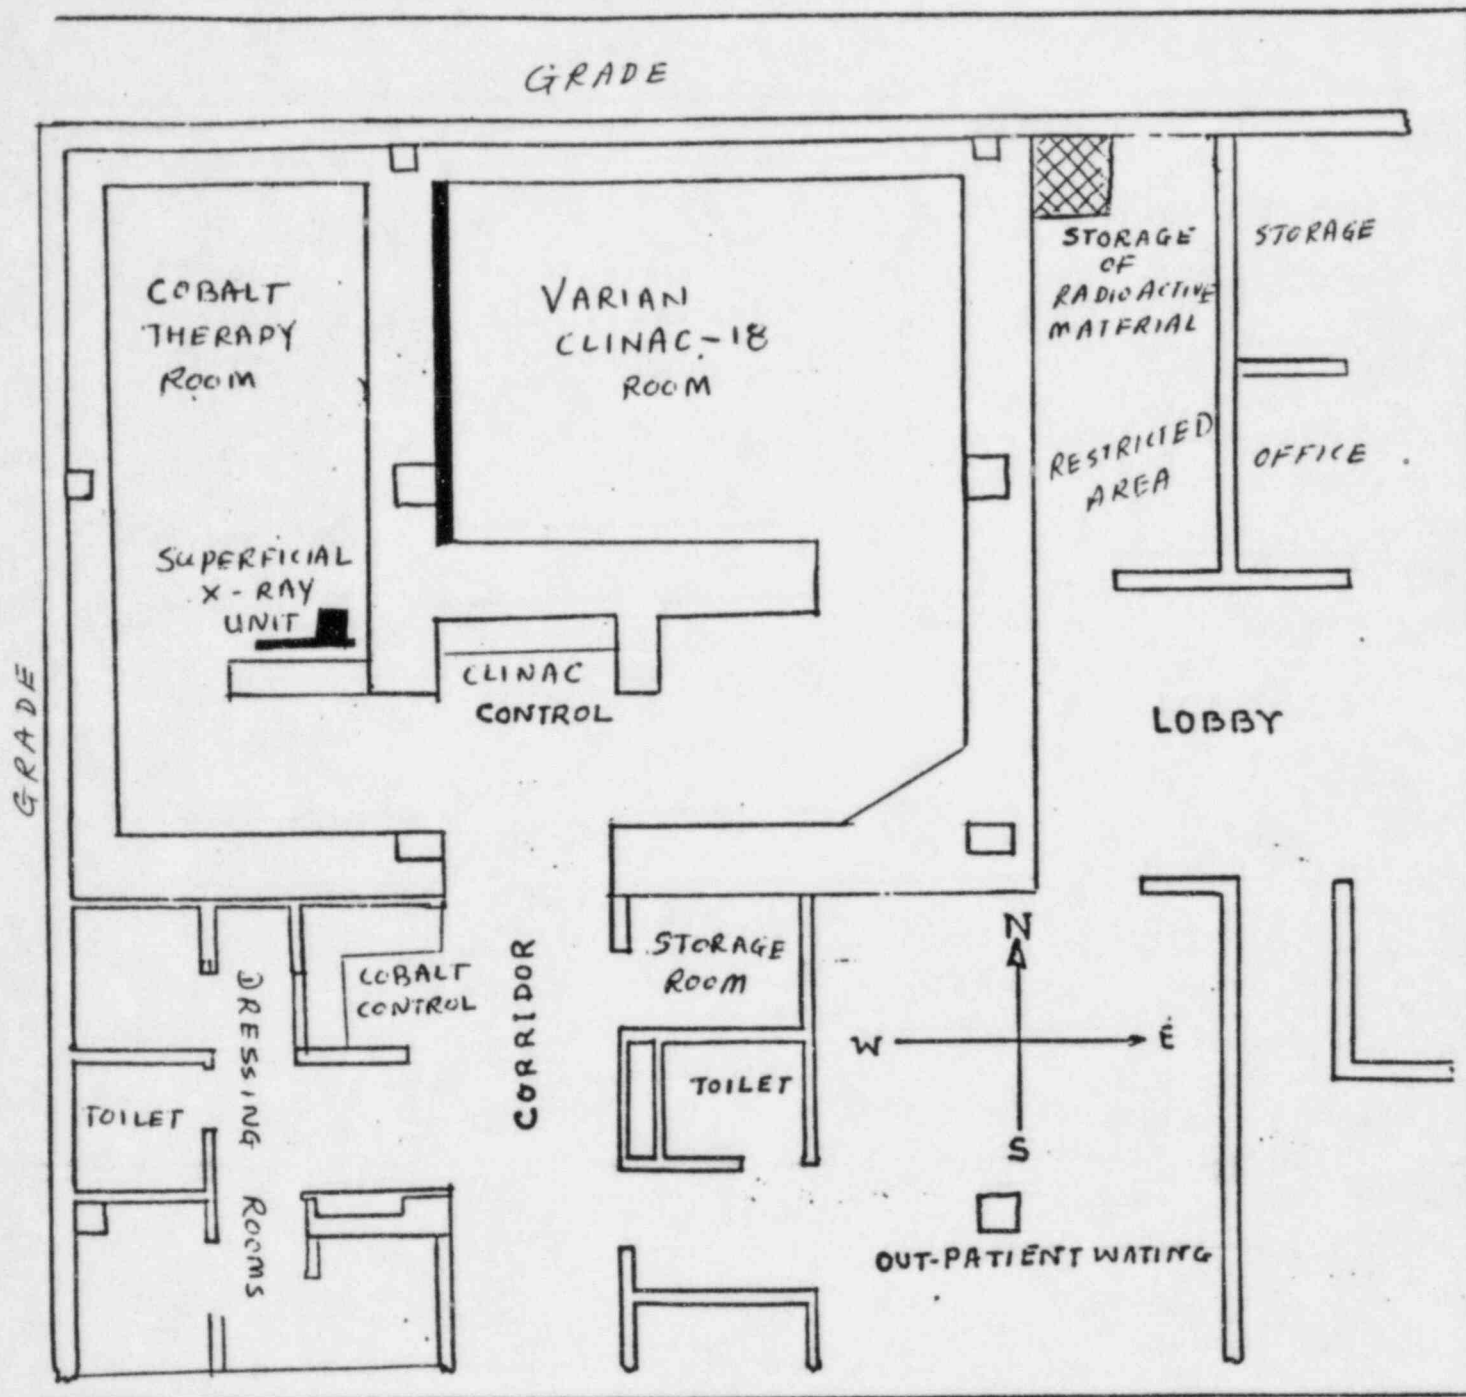 GRADE
COBALT
THERAPY
ROOM
VARIAN
CLINAC-18
ROOM
STORAGE
OF
RADIOACTIVE
MATERIAL
STORAGE
RESTRICTED
AREA
OFFICE
SUPERFICIAL
X-RAY
UNIT
CLINAC
CONTROL
GRADE
LOBBY
COBALT
CONTROL
DRESSING ROOMS
CORRIDOR
STORAGE
ROOM
TOILET
TOILET
N
W
E
S
OUT-PATIENT WATING